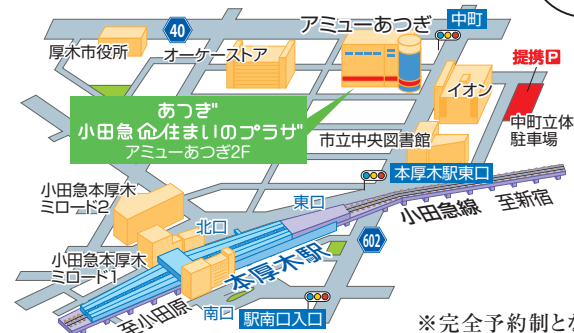 アミューあつぎ
中町
40
厚木市役所
オーケーストア
提携P
イオン
あつぎ
小田急の住まいのプラザ
アミューあつぎ2F
中町立体
駐車場
市立中央図書館
本厚木駅東口
小田急本厚木
ミロード2
東口
小田急線 至新宿
北口
602
小田急本厚木
ミロード1
本厚木駅
至小田原
南口
駅南口入口
※完全予約制とな